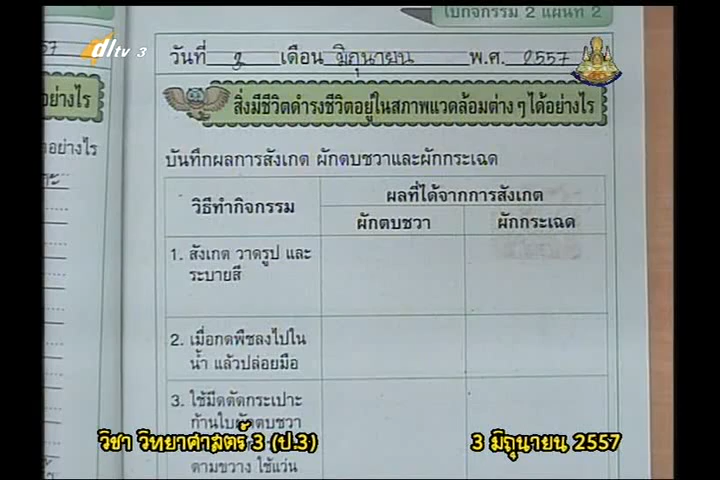 ใบกิจกรรม 2 แผ่นที่ 2
dltv 3
วันที่ 3 เดือน มิถุนายน พ.ศ. 2557
อย่างไร
สิ่งมีชีวิตดำรงชีวิตอยู่ในสภาพแวดล้อมต่าง ๆ ได้อย่างไร
อย่างไร
บันทึกผลการสังเกต ผักตบชวาและผักกระเฉด
วิธีทำกิจกรรม
ผลที่ได้จากการสังเกต
ผักตบชวา
ผักกระเฉด
1. สังเกต วาดรูป และ
ระบายสี
2. เมื่อกดพืชลงไปใน
น้ำ แล้วปล่อยมือ
3. ใช้มีดตัดกระเปาะ
ก้านใบผักตบชวา
ตามขวาง ใช้แว่น
วิชา วิทยาศาสตร์ 3 (ป.3)
3 มิถุนายน 2557